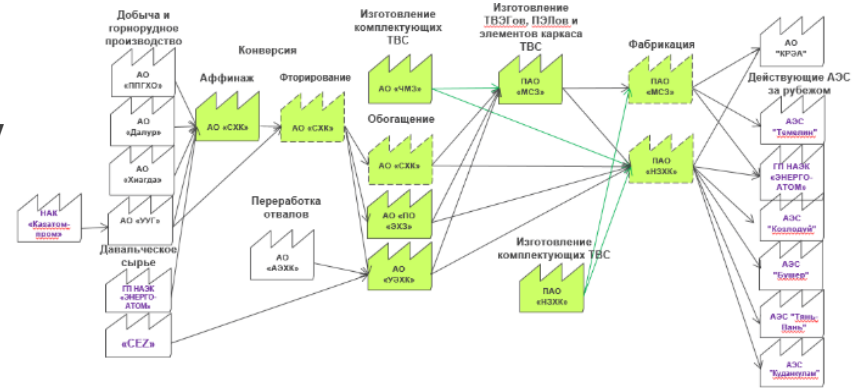 Добыча и
горнорудное
производство
АО
«ППГХО»
АО
«Далур»
АО
«Хиагда»
АО «УУГ»
НАК
«Казатом-
пром»
Давальческое
сырье
ГП НАЭК
«ЭНЕРГО-
АТОМ»
«CEZ»
Конверсия
Аффинаж
АО «СХК»
Фторирование
АО «СХК»
Переработка
отвалов
АО
«АЭХК»
Изготовление
комплектующих
ТВС
АО «ЧМЗ»
Обогащение
АО «СХК»
АО «ПО
«ЭХЗ»
АО
«УЭХК»
Изготовление
ТВЭГов, ПЭЛов и
элементов каркаса
ТВС
ПАО
«МСЗ»
Изготовление
комплектующих ТВС
ПАО
«НЗХК»
Фабрикация
ПАО
«МСЗ»
ПАО
«НЗХК»
АО
"КРЭА"
Действующие АЭС
за рубежом
АЭС
"Темелин"
ГП НАЭК
«ЭНЕРГО-
АТОМ»
АЭС
"Козлодуй"
АЭС
"Бушер"
АЭС "Тянь-
Вань"
АЭС
"Куданкулам"